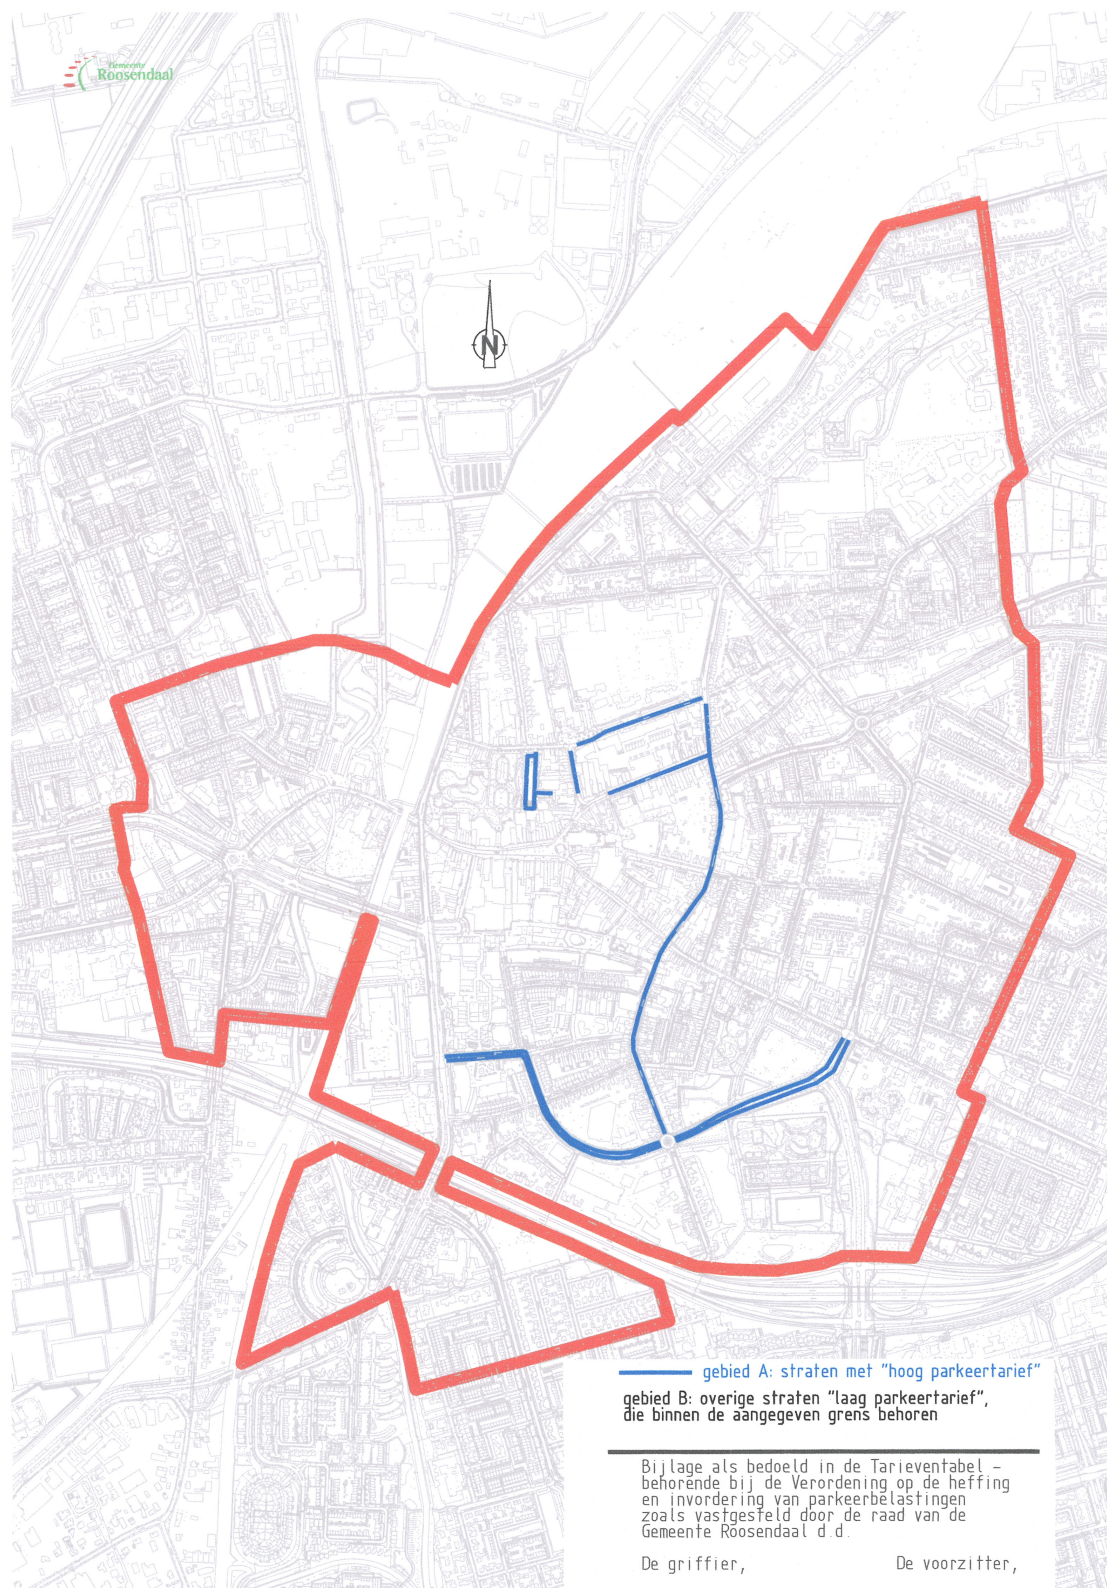 Gemeente
Roosendaal
N
gebied A: straten met "hoog parkeertarief"
gebied B: overige straten "laag parkeertarief",
die binnen de aangegeven grens behoren
Bijlage als bedoeld in de Tarieventabel –
behorende bij de Verordening op de heffing
en invordering van parkeerbelastingen
zoals vastgesteld door de raad van de
Gemeente Roosendaal d.d.
De griffier, De voorzitter,